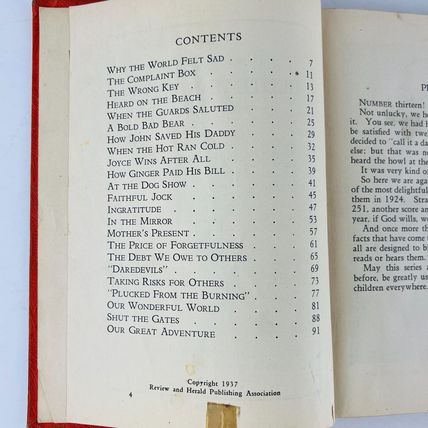 CONTENTS
WHY THE WORLD FELT SAD . . . . 7
THE COMPLAINT BOX . . . . 11
THE WRONG KEY . . . . . 13
HEARD ON THE BEACH . . . . 17
WHEN THE GUARDS SALUTED . . . 21
A BOLD BAD BEAR . . . . . 25
HOW JOHN SAVED HIS DADDY . . . 29
WHEN THE HOT RAN COLD . . . . 32
JOYCE WINS AFTER ALL . . . . 35
HOW GINGER PAID HIS BILL . . . 39
AT THE DOG SHOW . . . . . 41
FAITHFUL JOCK . . . . . 45
INGRATITUDE . . . . . 47
IN THE MIRROR . . . . . 53
MOTHER'S PRESENT . . . . . 57
THE PRICE OF FORGETFULNESS . . . 61
THE DEBT WE OWE TO OTHERS . . . 65
"DAREDEVILS" . . . . . 69
TAKING RISKS FOR OTHERS . . . 73
"PLUCKED FROM THE BURNING" . . . 77
OUR WONDERFUL WORLD . . . . 81
SHUT THE GATES . . . . . 88
OUR GREAT ADVENTURE . . . . 91
Copyright 1937
Review and Herald Publishing Association
4
NUMBER thirteen!
Not unlucky, we h
it. You see, we had h
be satisfied with twel
decided to "call it a da
else; but that was no
heard the howl at the
It was very kind of
So here we are aga
of the most delightful
them in 1924. Stra
251, another score an
year, if God wills, w
And once more th
facts that have come t
all are designed to b
reads or hears them.
May this series a
before, be greatly us
children everywhere.